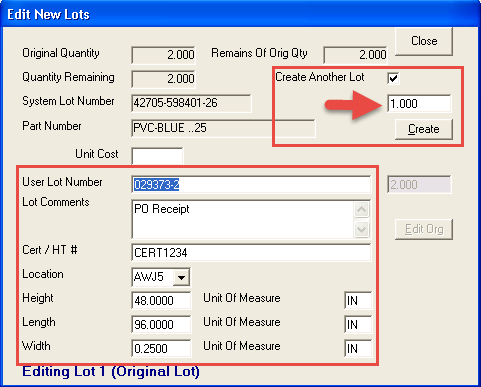 Edit New Lots
Close
Original Quantity 2.000 Remains Of Orig Qty 2.000
Quantity Remaining 2.000 Create Another Lot
System Lot Number 42705-598401-26 1.000
Part Number PVC-BLUE ..25 Create
Unit Cost
User Lot Number 029373-2 2.000
Lot Comments PO Receipt
Edit Org
Cert / HT # CERT1234
Location AWJ5
Height 48.0000 Unit Of Measure IN
Length 96.0000 Unit Of Measure IN
Width 0.2500 Unit Of Measure IN
Editing Lot 1 (Original Lot)